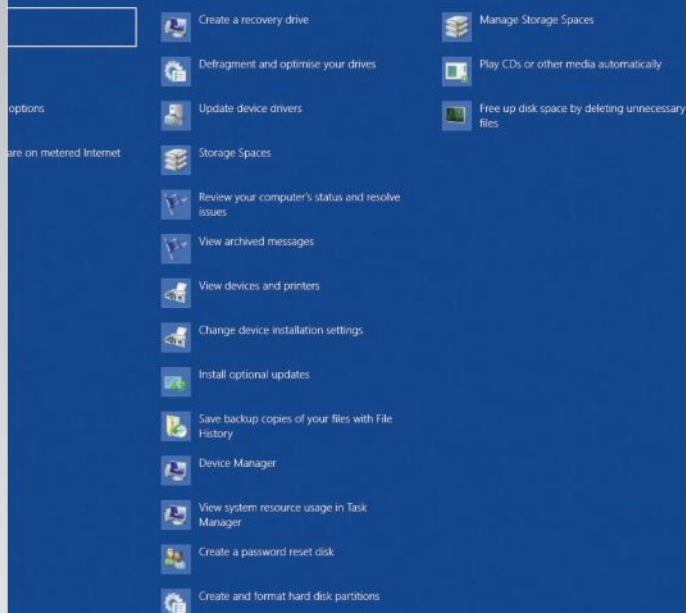 options
are on metered Internet
Create a recovery drive
Defragment and optimise your drives
Update device drivers
Storage Spaces
Review your computer's status and resolve
issues
View archived messages
View devices and printers
Change device installation settings
Install optional updates
Save backup copies of your files with File
History
Device Manager
View system resource usage in Task
Manager
Create a password reset disk
Create and format hard disk partitions
Manage Storage Spaces
Play CDs or other media automatically
Free up disk space by deleting unnecessary
files